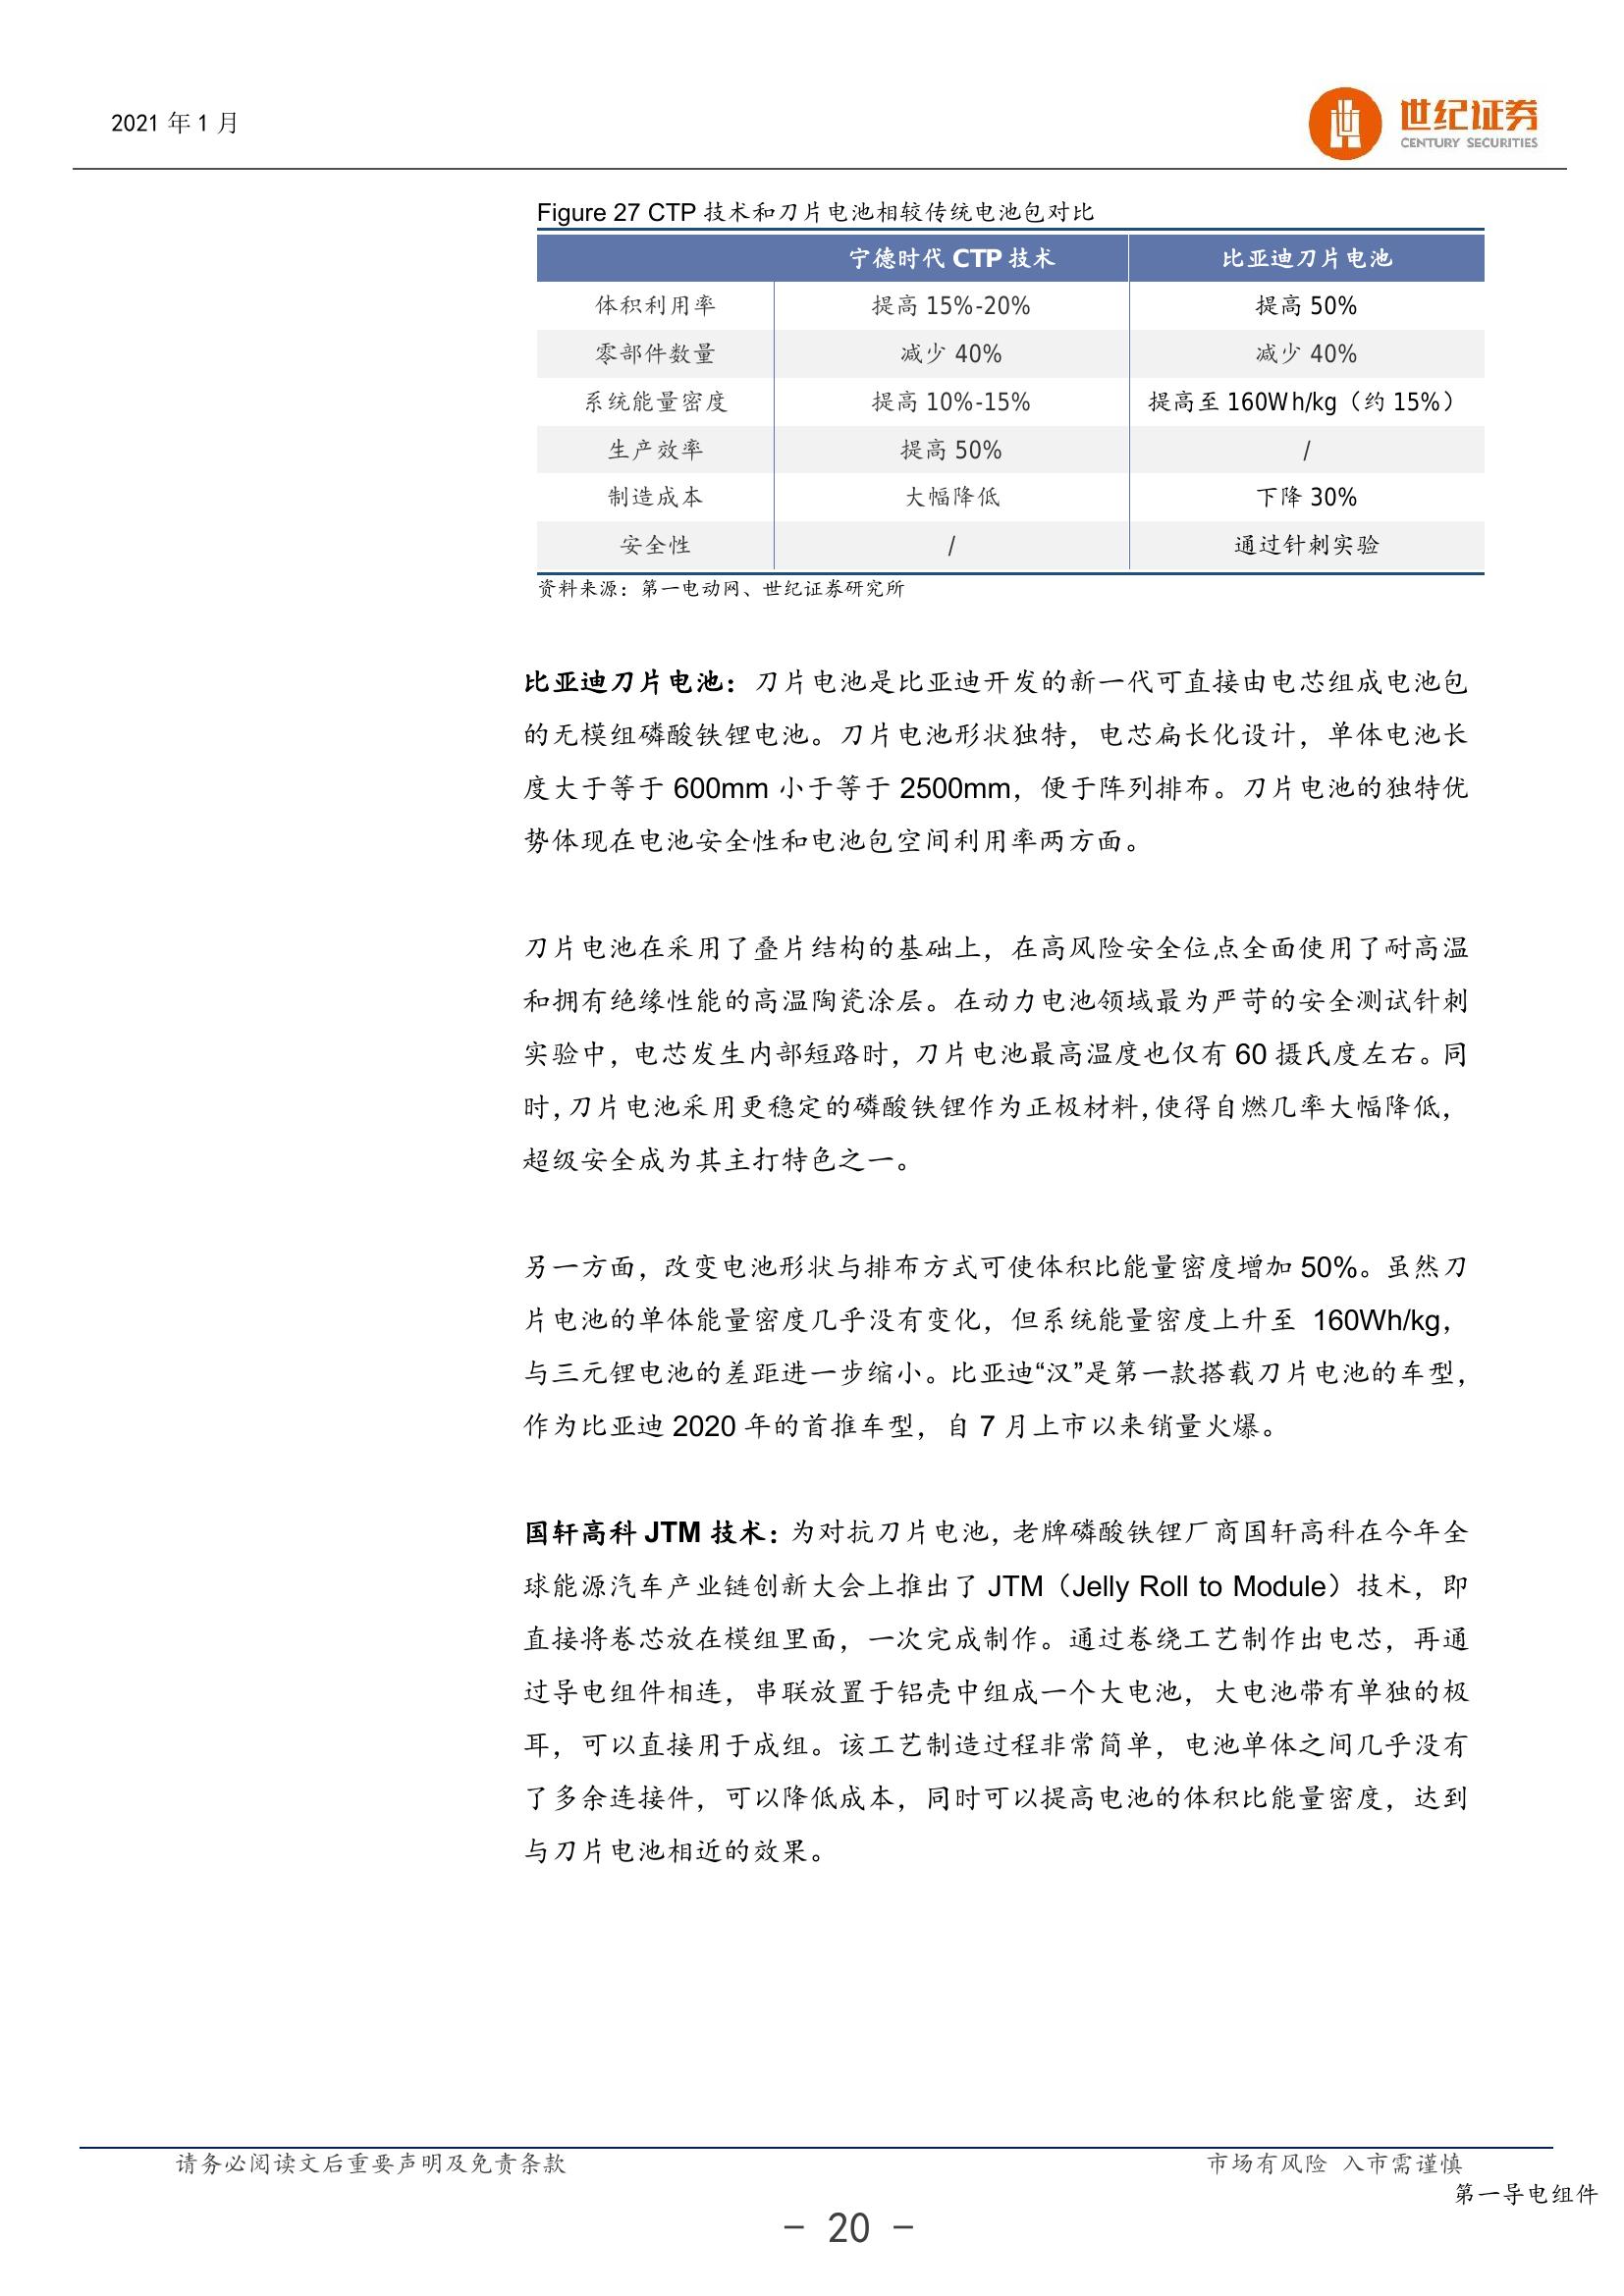 2021 年 1 月
世纪证券
CENTURY SECURITIES
Figure 27 CTP 技术和刀片电池相较传统电池包对比
宁德时代 CTP 技术 比亚迪刀片电池
体积利用率 提高 15%-20% 提高 50%
零部件数量 减少 40% 减少 40%
系统能量密度 提高 10%-15% 提高至 160Wh/kg（约 15%）
生产效率 提高 50% /
制造成本 大幅降低 下降 30%
安全性 / 通过针刺实验
资料来源：第一电动网、世纪证券研究所
比亚迪刀片电池：刀片电池是比亚迪开发的新一代可直接由电芯组成电池包
的无模组磷酸铁锂电池。刀片电池形状独特，电芯扁长化设计，单体电池长
度大于等于 600mm 小于等于 2500mm，便于阵列排布。刀片电池的独特优
势体现在电池安全性和电池包空间利用率两方面。
刀片电池在采用了叠片结构的基础上，在高风险安全位点全面使用了耐高温
和拥有绝缘性能的高温陶瓷涂层。在动力电池领域最为严苛的安全测试针刺
实验中，电芯发生内部短路时，刀片电池最高温度也仅有 60 摄氏度左右。同
时，刀片电池采用更稳定的磷酸铁锂作为正极材料，使得自燃几率大幅降低，
超级安全成为其主打特色之一。
另一方面，改变电池形状与排布方式可使体积比能量密度增加 50%。虽然刀
片电池的单体能量密度几乎没有变化，但系统能量密度上升至 160Wh/kg，
与三元锂电池的差距进一步缩小。比亚迪“汉”是第一款搭载刀片电池的车型，
作为比亚迪 2020 年的首推车型，自 7 月上市以来销量火爆。
国轩高科 JTM 技术：为对抗刀片电池，老牌磷酸铁锂厂商国轩高科在今年全
球能源汽车产业链创新大会上推出了 JTM（Jelly Roll to Module）技术，即
直接将卷芯放在模组里面，一次完成制作。通过卷绕工艺制作出电芯，再通
过导电组件相连，串联放置于铝壳中组成一个大电池，大电池带有单独的极
耳，可以直接用于成组。该工艺制造过程非常简单，电池单体之间几乎没有
了多余连接件，可以降低成本，同时可以提高电池的体积比能量密度，达到
与刀片电池相近的效果。
请务必阅读文后重要声明及免责条款 市场有风险 入市需谨慎
第一导电组件
- 20 -